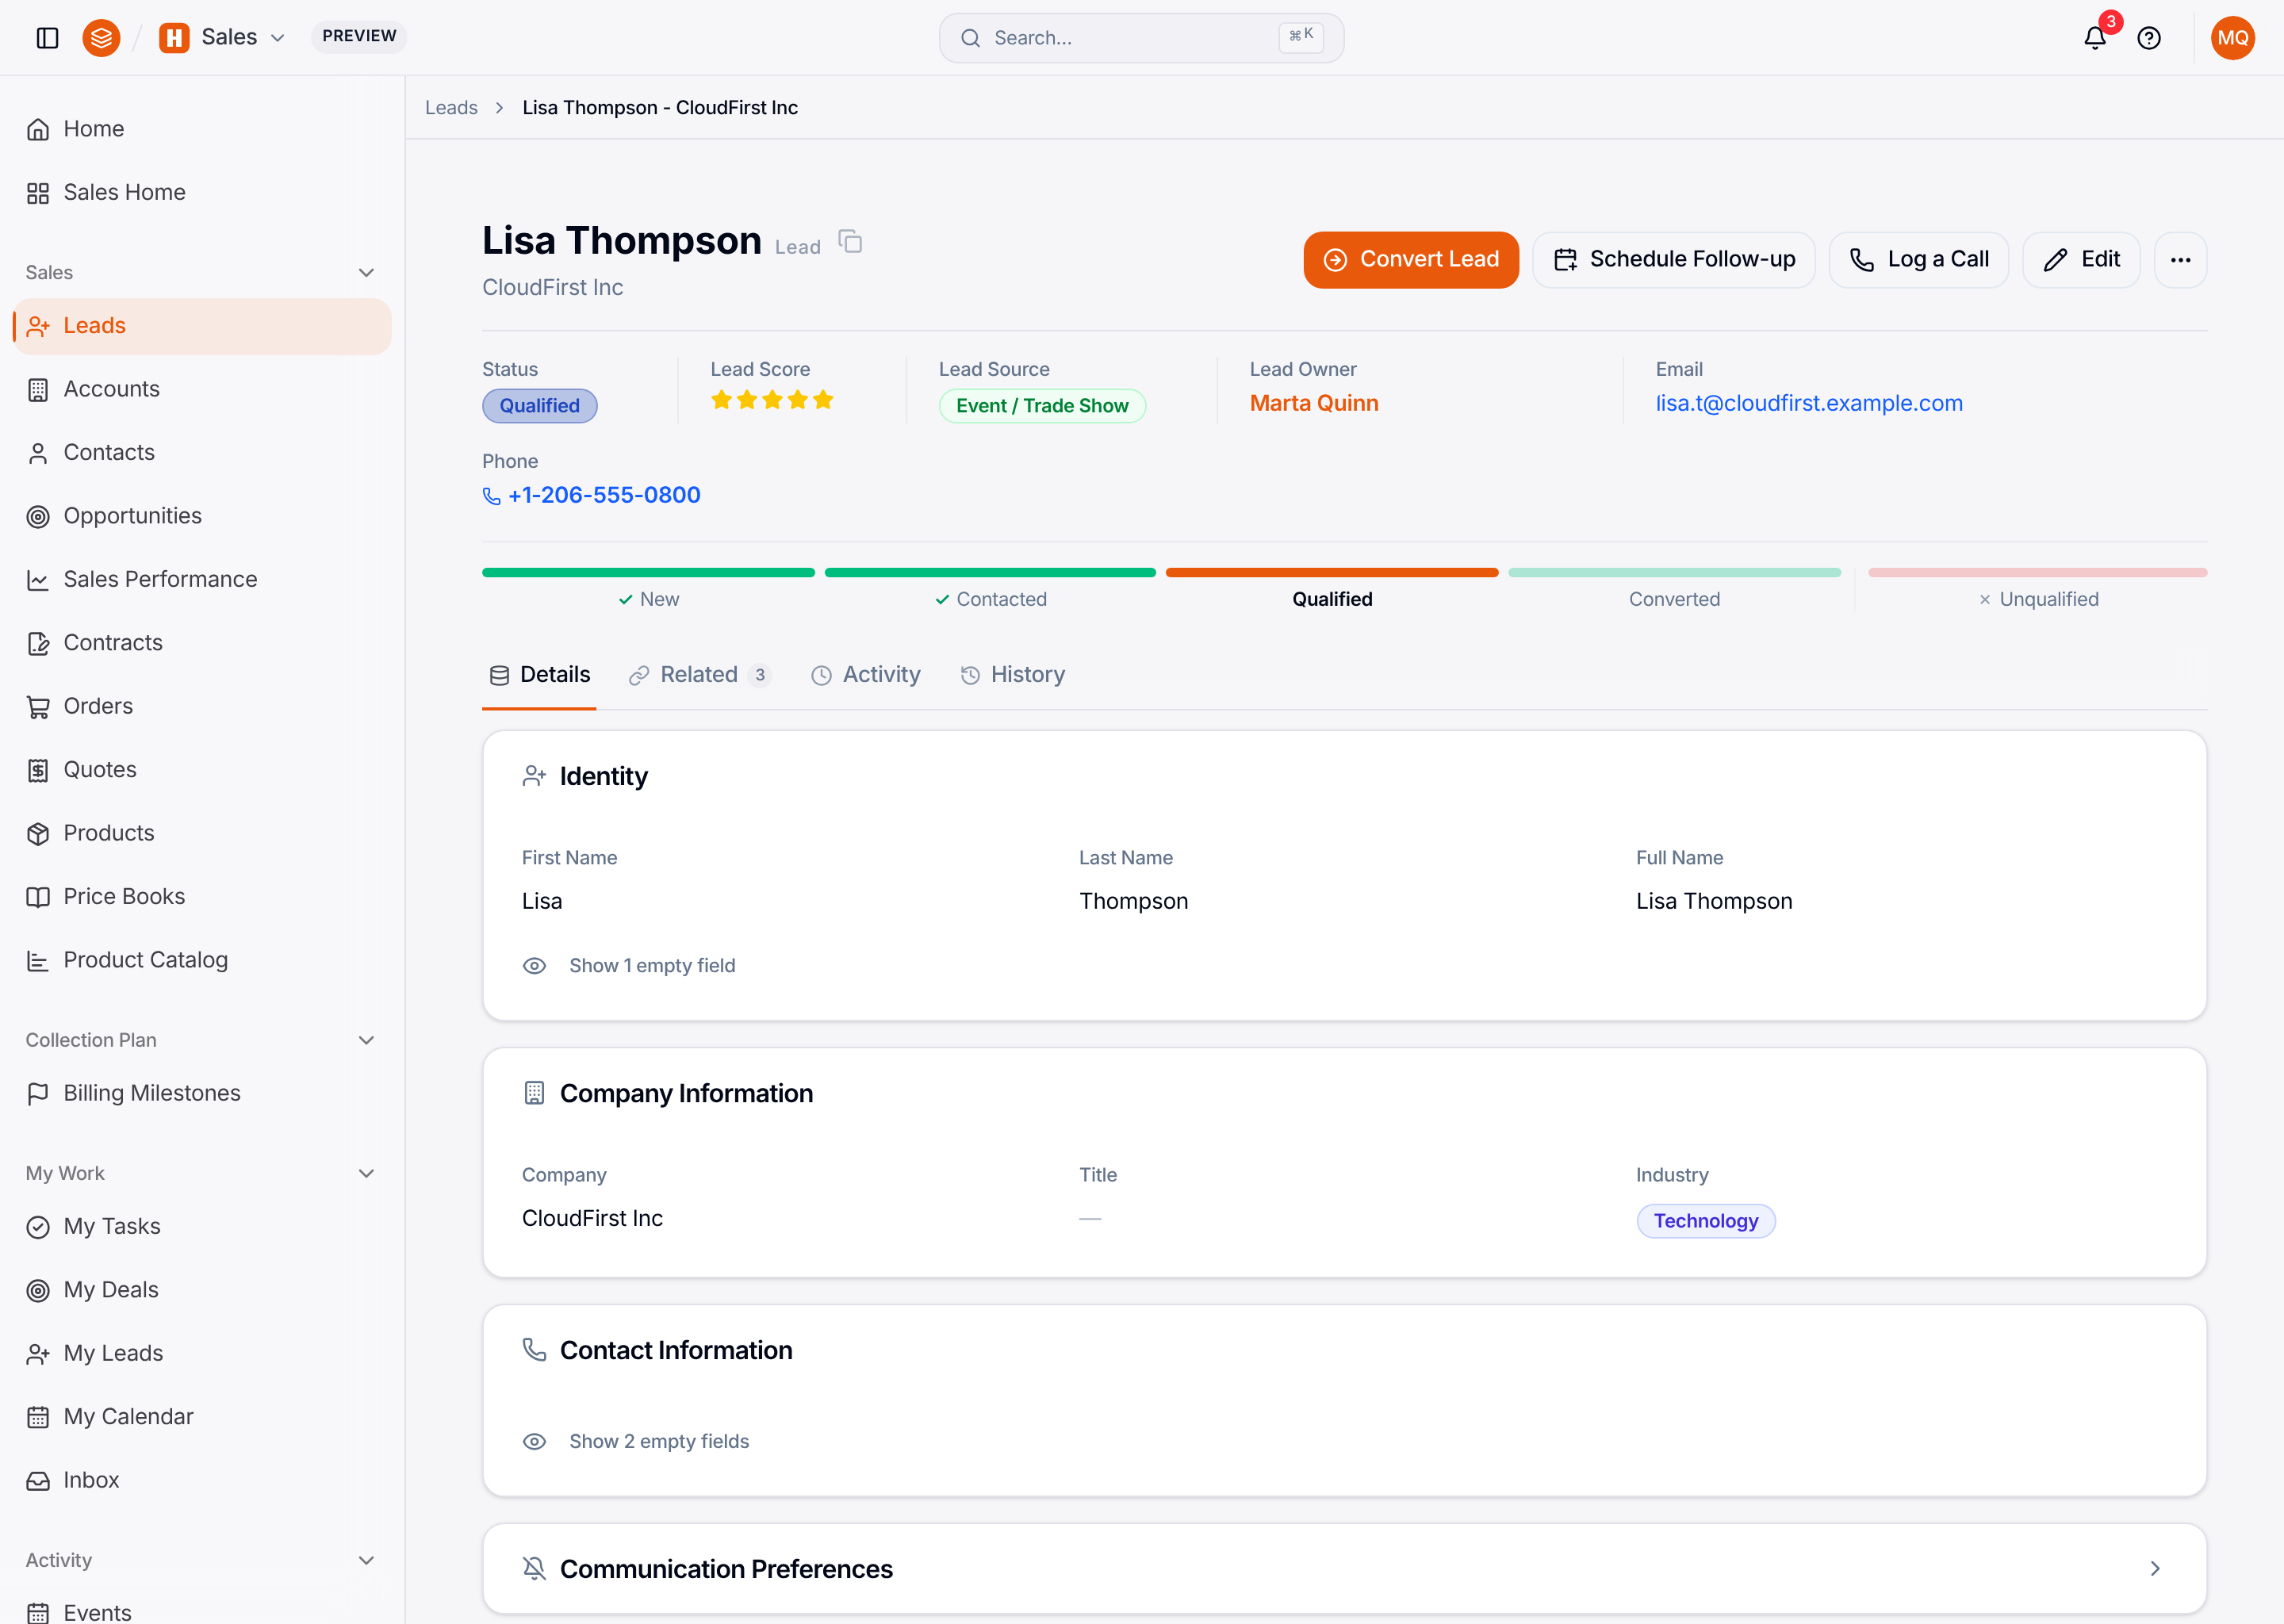 H Sales PREVIEW Search... ⌘K 3 MQ
Home
Sales Home
Sales
Leads
Accounts
Contacts
Opportunities
Sales Performance
Contracts
Orders
Quotes
Products
Price Books
Product Catalog
Collection Plan
Billing Milestones
My Work
My Tasks
My Deals
My Leads
My Calendar
Inbox
Activity
Events
Leads > Lisa Thompson - CloudFirst Inc
Lisa Thompson Lead
CloudFirst Inc
Convert Lead Schedule Follow-up Log a Call Edit ...
Status Lead Score Lead Source Lead Owner Email
Qualified Event / Trade Show Marta Quinn lisa.t@cloudfirst.example.com
Phone
+1-206-555-0800
New Contacted Qualified Converted Unqualified
Details Related 3 Activity History
Identity
First Name Last Name Full Name
Lisa Thompson Lisa Thompson
Show 1 empty field
Company Information
Company Title Industry
CloudFirst Inc — Technology
Contact Information
Show 2 empty fields
Communication Preferences